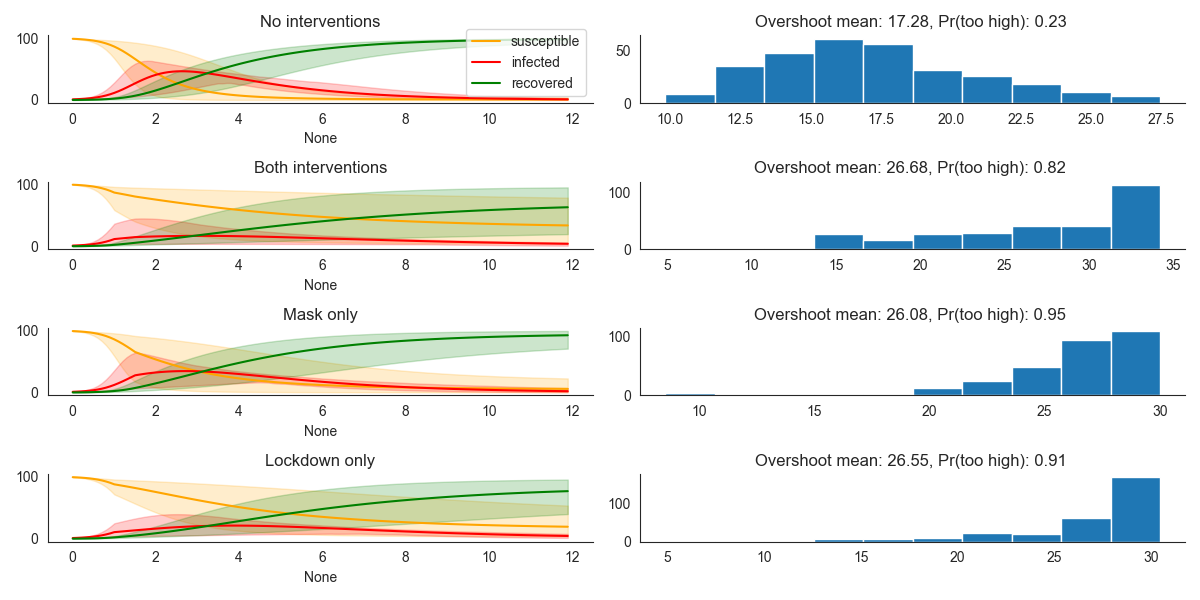 No interventions
susceptible
infected
recovered
100
0
0 2 4 6 8 10 12
None
Overshoot mean: 17.28, Pr(too high): 0.23
50
0
10.0 12.5 15.0 17.5 20.0 22.5 25.0 27.5
Both interventions
100
0
0 2 4 6 8 10 12
None
Overshoot mean: 26.68, Pr(too high): 0.82
100
0
5 10 15 20 25 30 35
Mask only
100
0
0 2 4 6 8 10 12
None
Overshoot mean: 26.08, Pr(too high): 0.95
100
0
10 15 20 25 30
Lockdown only
100
0
0 2 4 6 8 10 12
None
Overshoot mean: 26.55, Pr(too high): 0.91
100
0
5 10 15 20 25 30